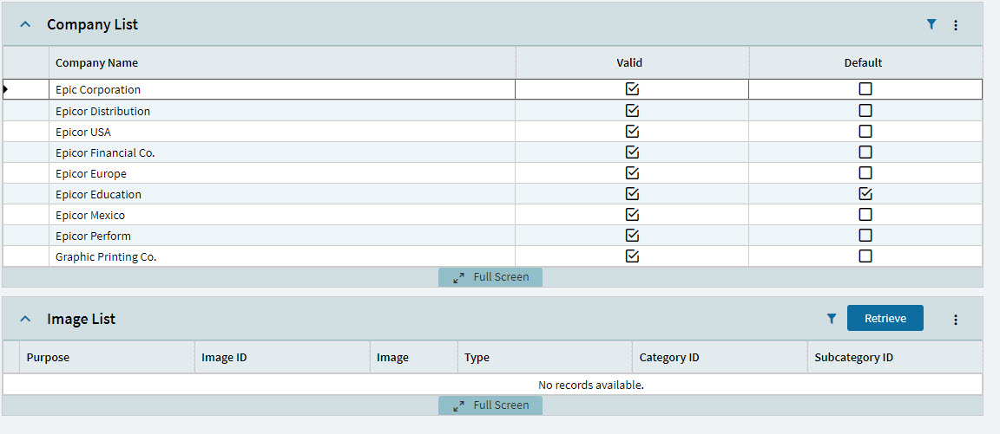 Company List
Company Name Valid Default
Epic Corporation
Epicor Distribution
Epicor USA
Epicor Financial Co.
Epicor Europe
Epicor Education
Epicor Mexico
Epicor Perform
Graphic Printing Co.
Full Screen
Image List Retrieve
Purpose Image ID Image Type Category ID Subcategory ID
No records available.
Full Screen